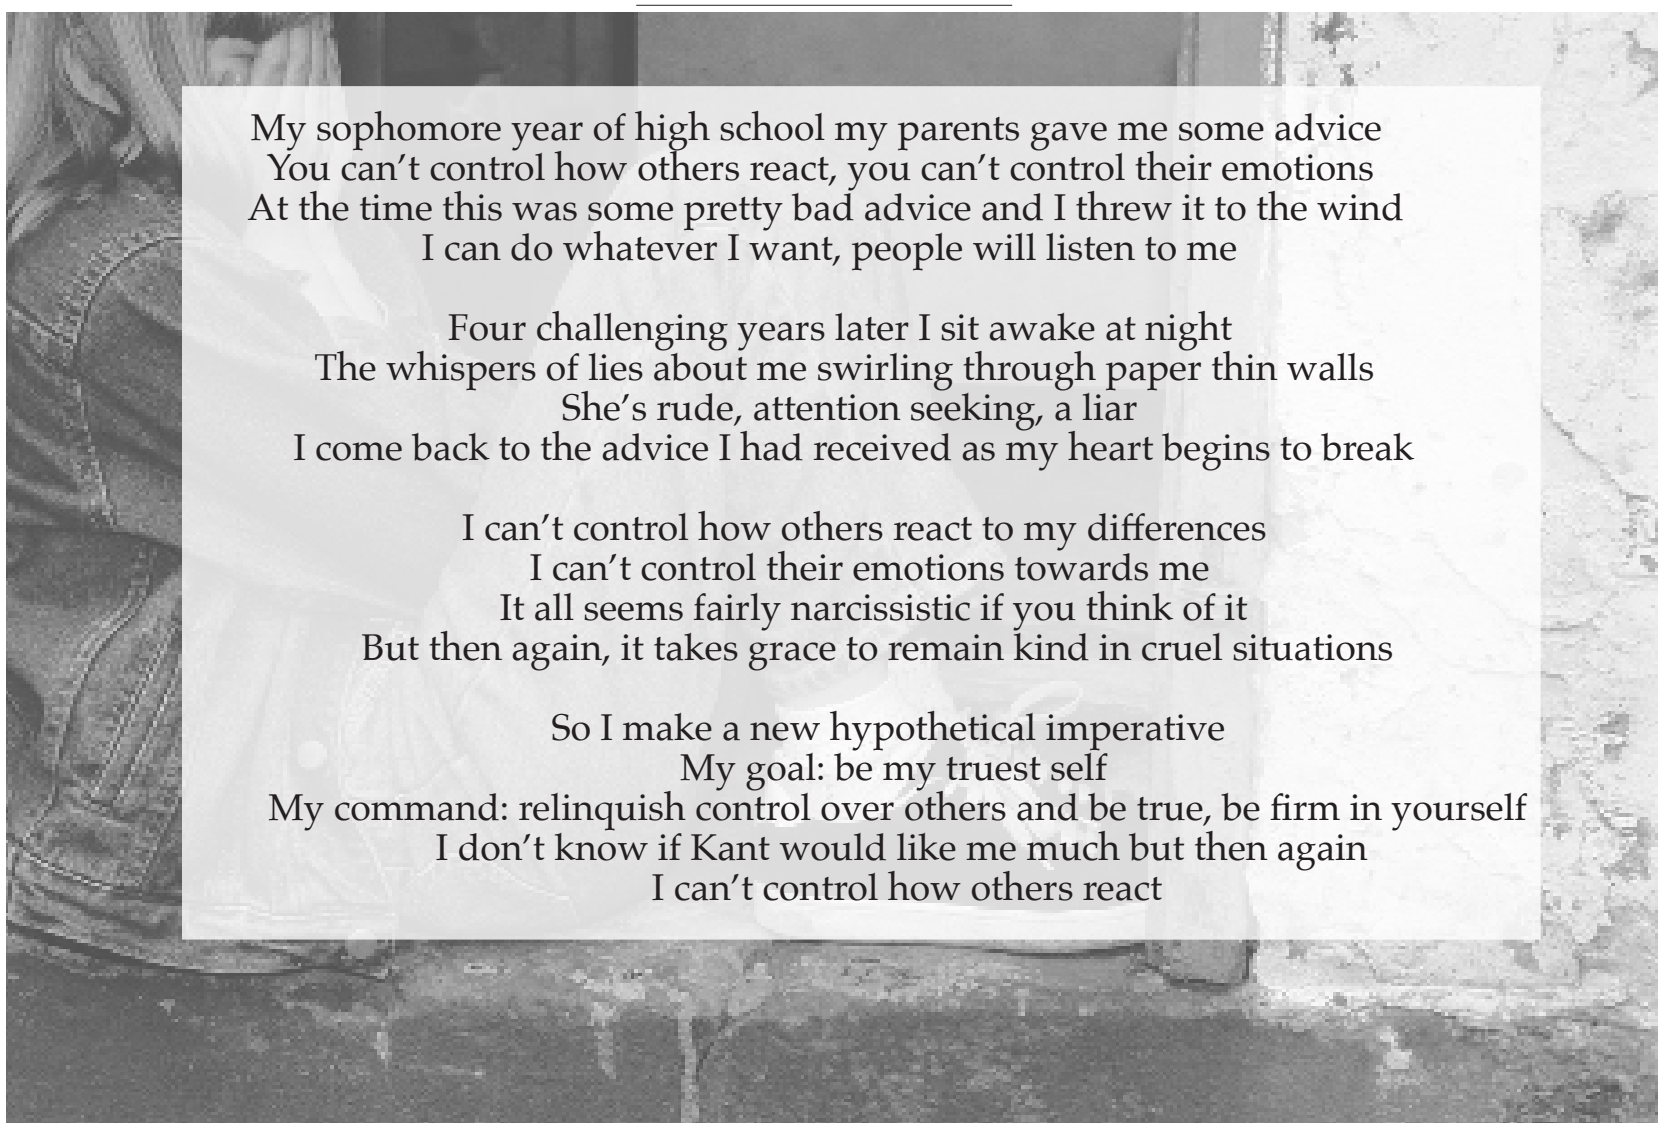 My sophomore year of high school my parents gave me some advice
You can’t control how others react, you can’t control their emotions
At the time this was some pretty bad advice and I threw it to the wind
I can do whatever I want, people will listen to me
Four challenging years later I sit awake at night
The whispers of lies about me swirling through paper thin walls
She’s rude, attention seeking, a liar
I come back to the advice I had received as my heart begins to break
I can’t control how others react to my differences
I can’t control their emotions towards me
It all seems fairly narcissistic if you think of it
But then again, it takes grace to remain kind in cruel situations
So I make a new hypothetical imperative
My goal: be my truest self
My command: relinquish control over others and be true, be firm in yourself
I don’t know if Kant would like me much but then again
I can’t control how others react